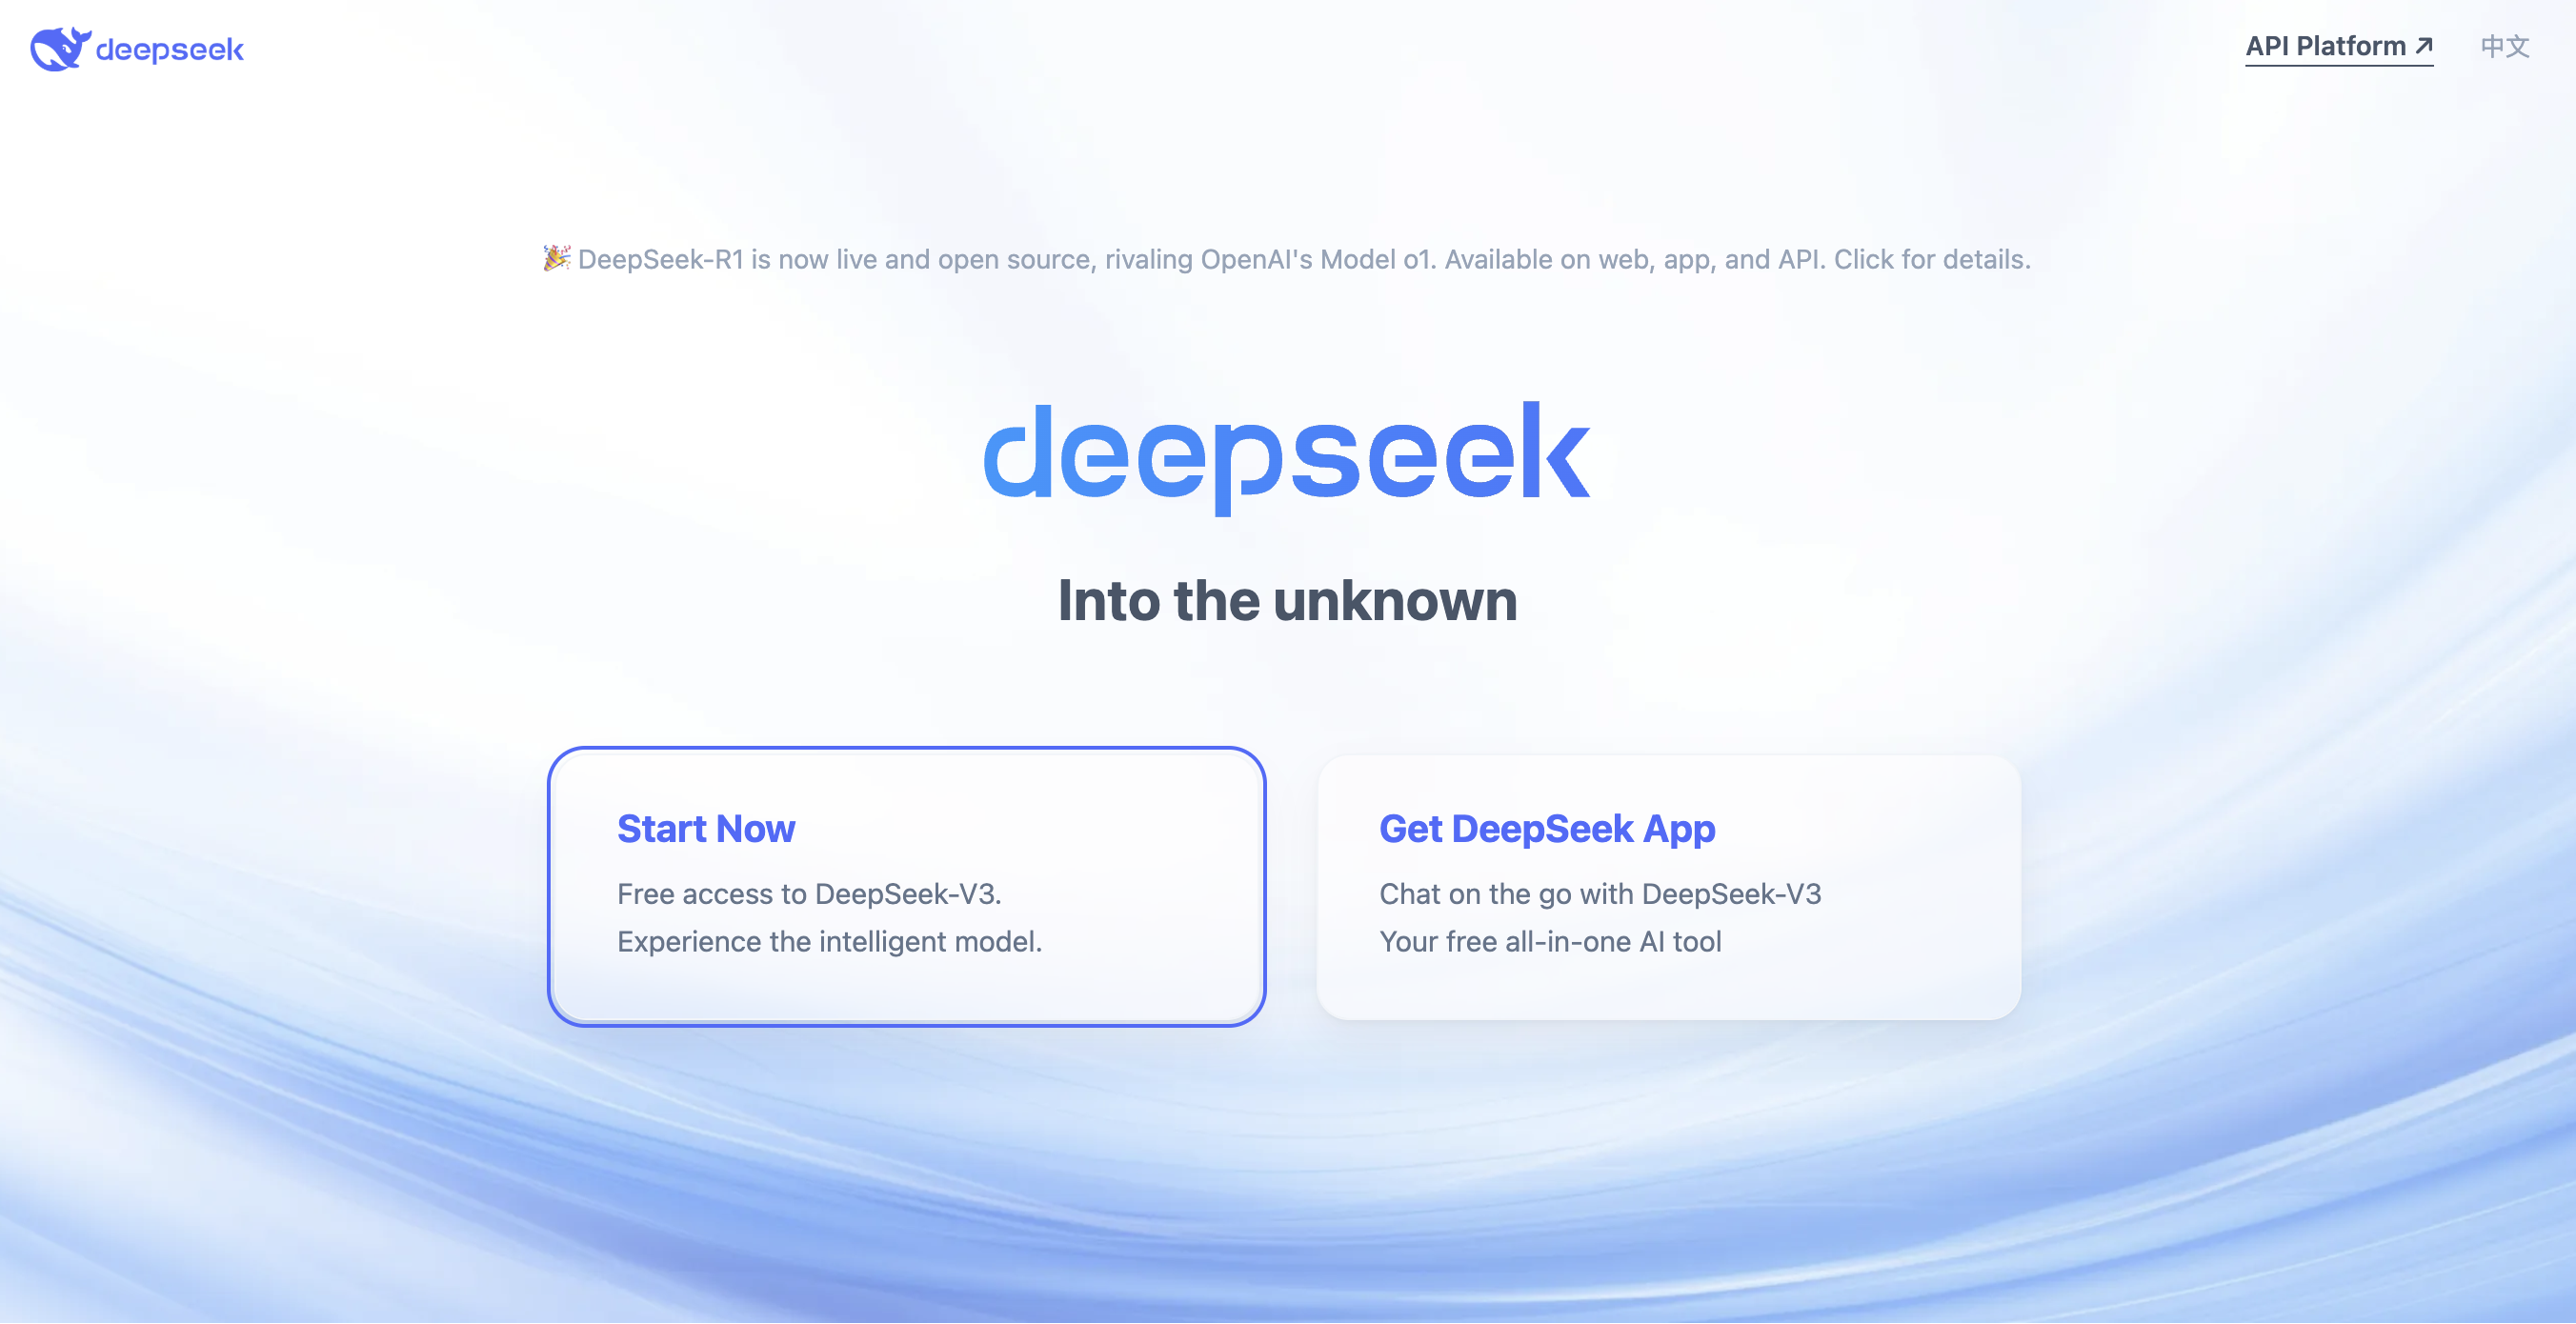 deepseek
API Platform ↗
中文
🎉 DeepSeek-R1 is now live and open source, rivaling OpenAI's Model o1. Available on web, app, and API. Click for details.
deepseek
Into the unknown
Start Now
Free access to DeepSeek-V3.
Experience the intelligent model.
Get DeepSeek App
Chat on the go with DeepSeek-V3
Your free all-in-one AI tool